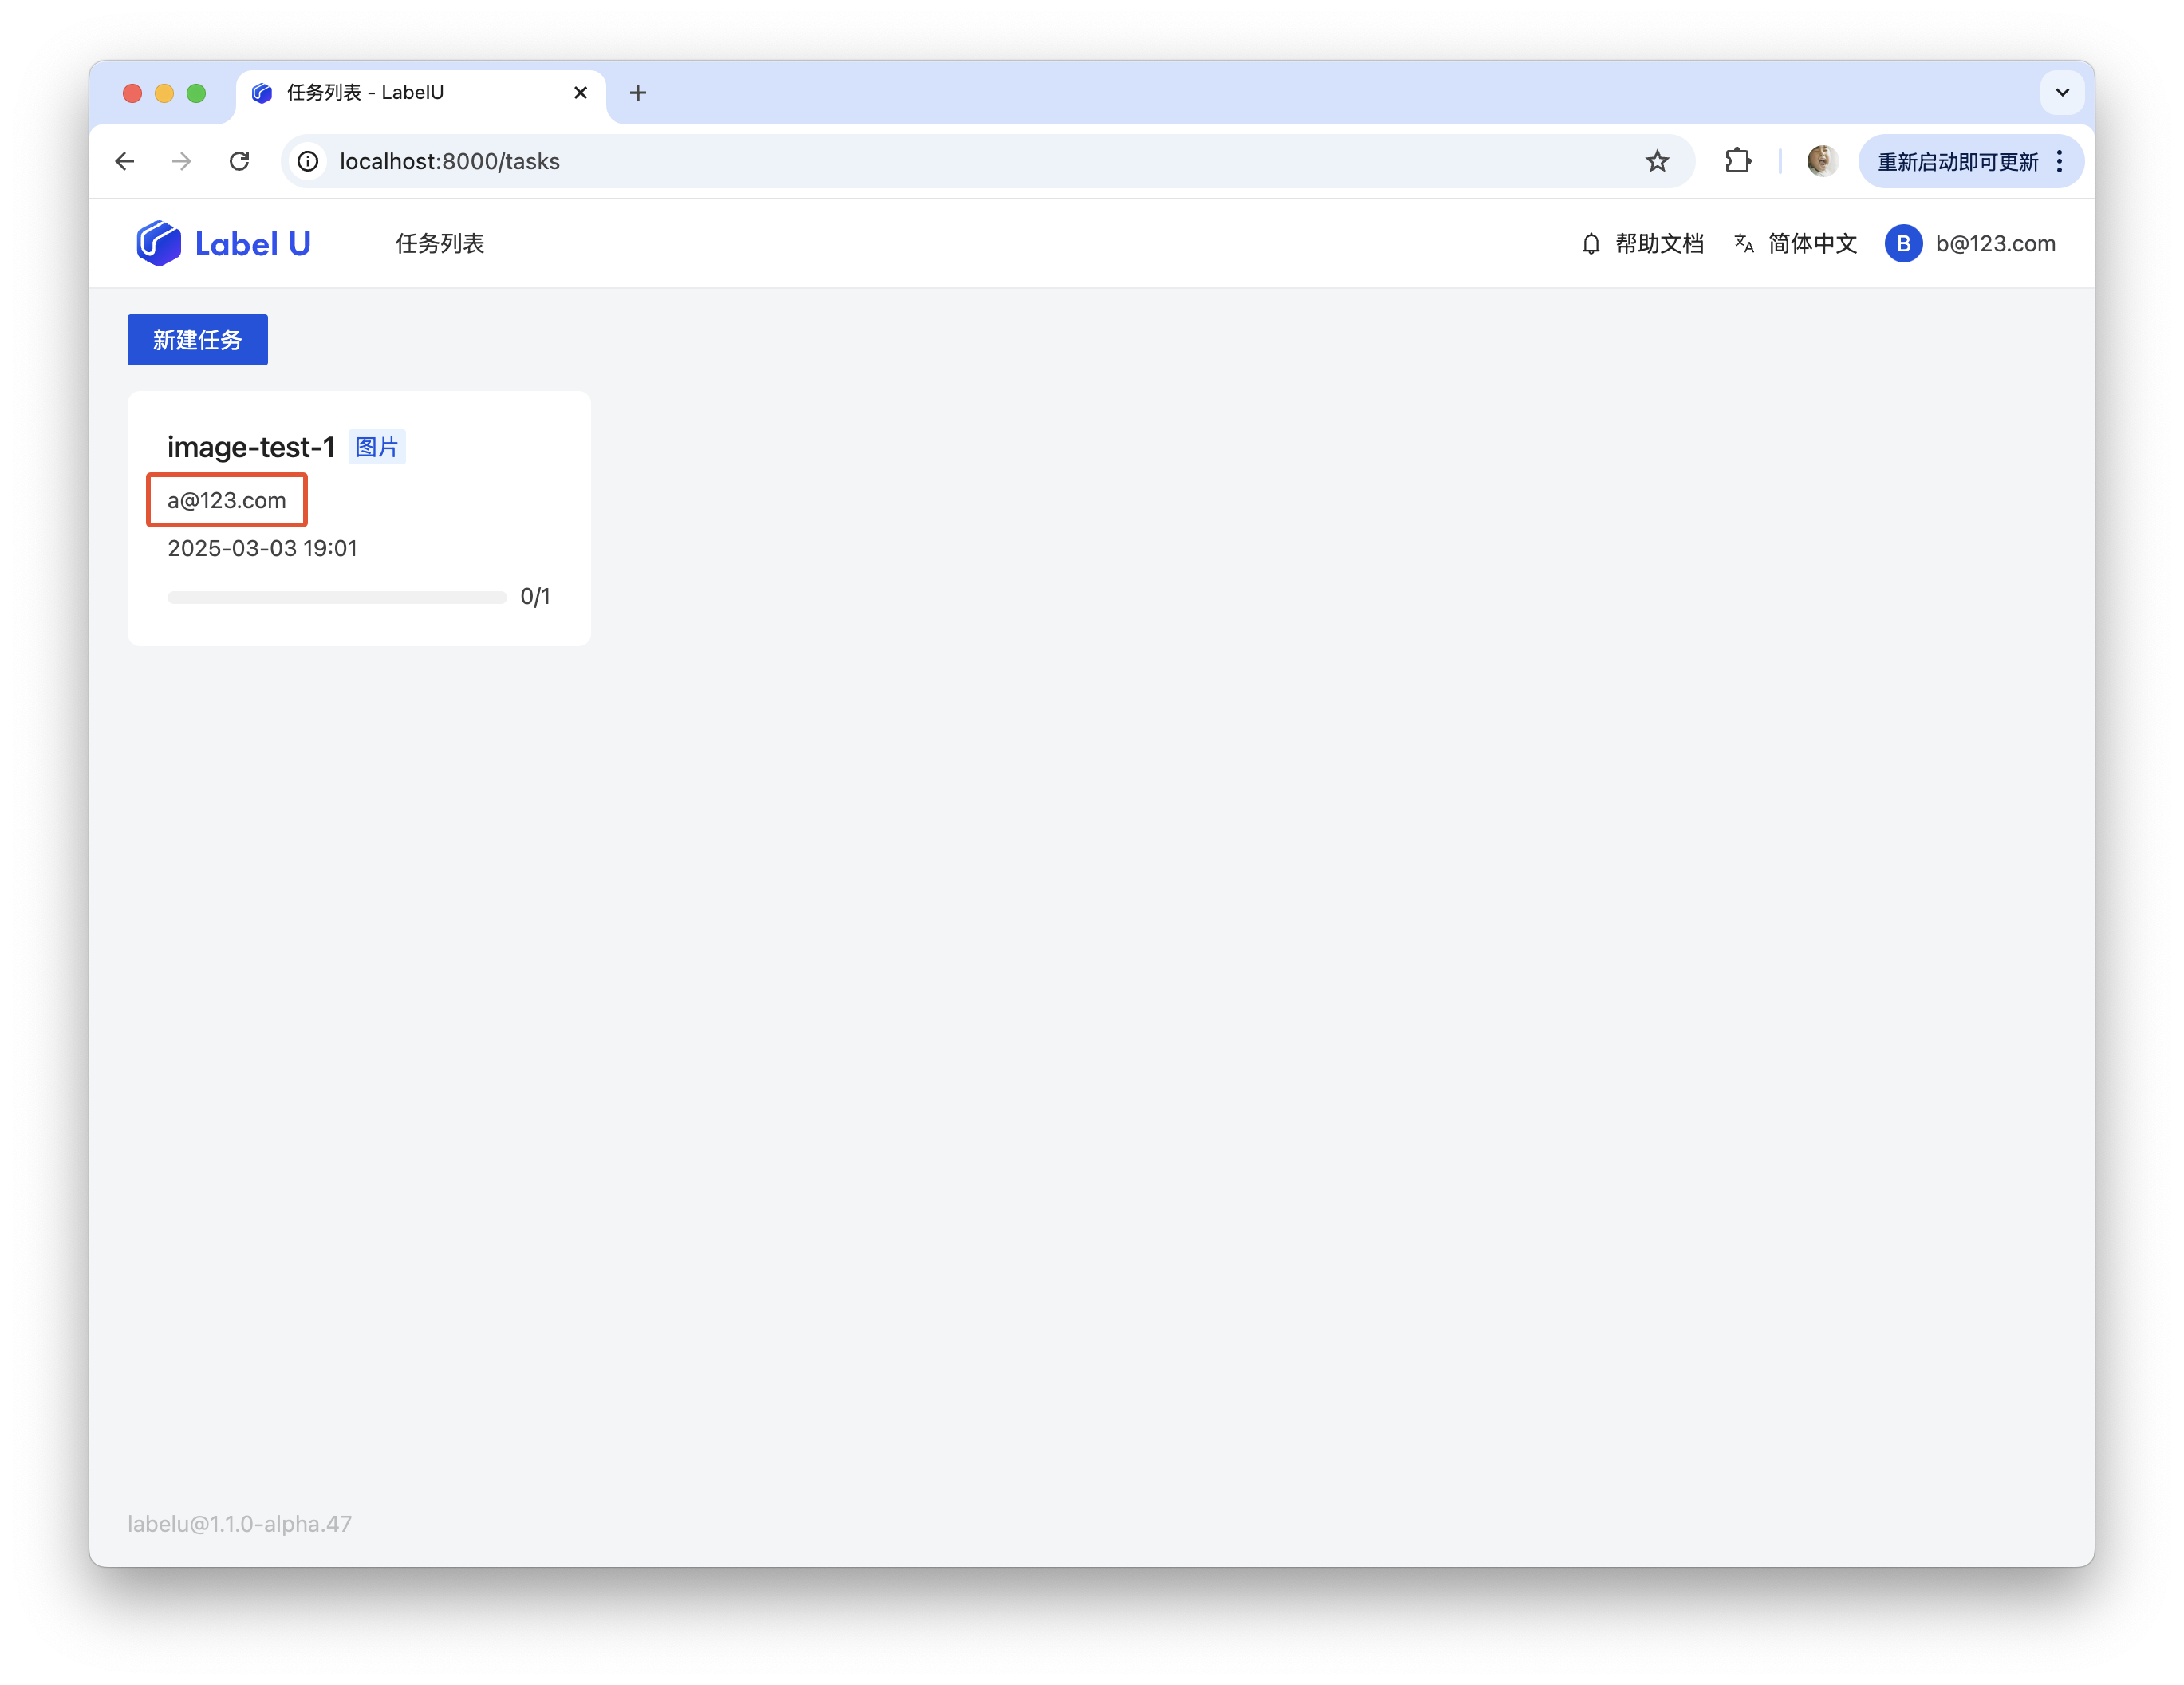 任务列表 - LabelU
localhost:8000/tasks
重新启动即可更新
Label U
任务列表
帮助文档
简体中文
B
b@123.com
新建任务
image-test-1 图片
a@123.com
2025-03-03 19:01
0/1
labelu@1.1.0-alpha.47